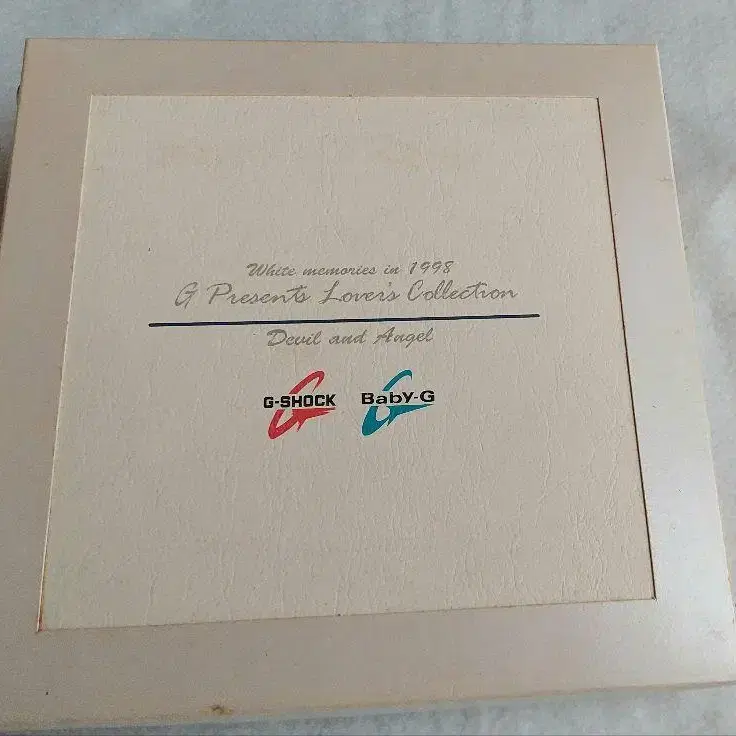 White memories in 1998
G Presents Lover's Collection
Devil and Angel
G-SHOCK Baby-G